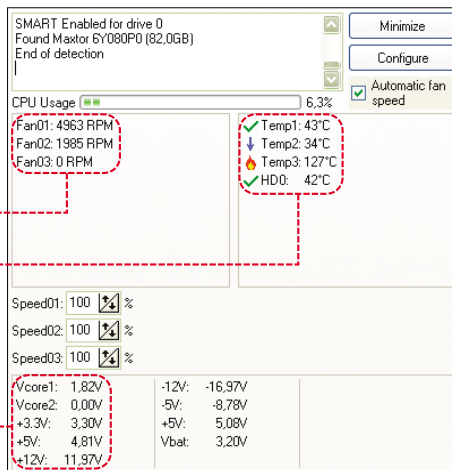 SMART Enabled for drive 0
Found Maxtor 6Y080P0 (82,0GB)
End of detection
Minimize
Configure
Automatic fan
speed
CPU Usage 6,3%
Fan01: 4963 RPM
Fan02: 1985 RPM
Fan03: 0 RPM
Temp1: 43°C
Temp2: 34°C
Temp3: 127°C
HD0: 42°C
Speed01: 100 %
Speed02: 100 %
Speed03: 100 %
Vcore1: 1,82V
Vcore2: 0,00V
+3.3V: 3,30V
+5V: 4,81V
+12V: 11,97V
-12V: -16,97V
-5V: -8,78V
+5V: 5,08V
Vbat: 3,20V